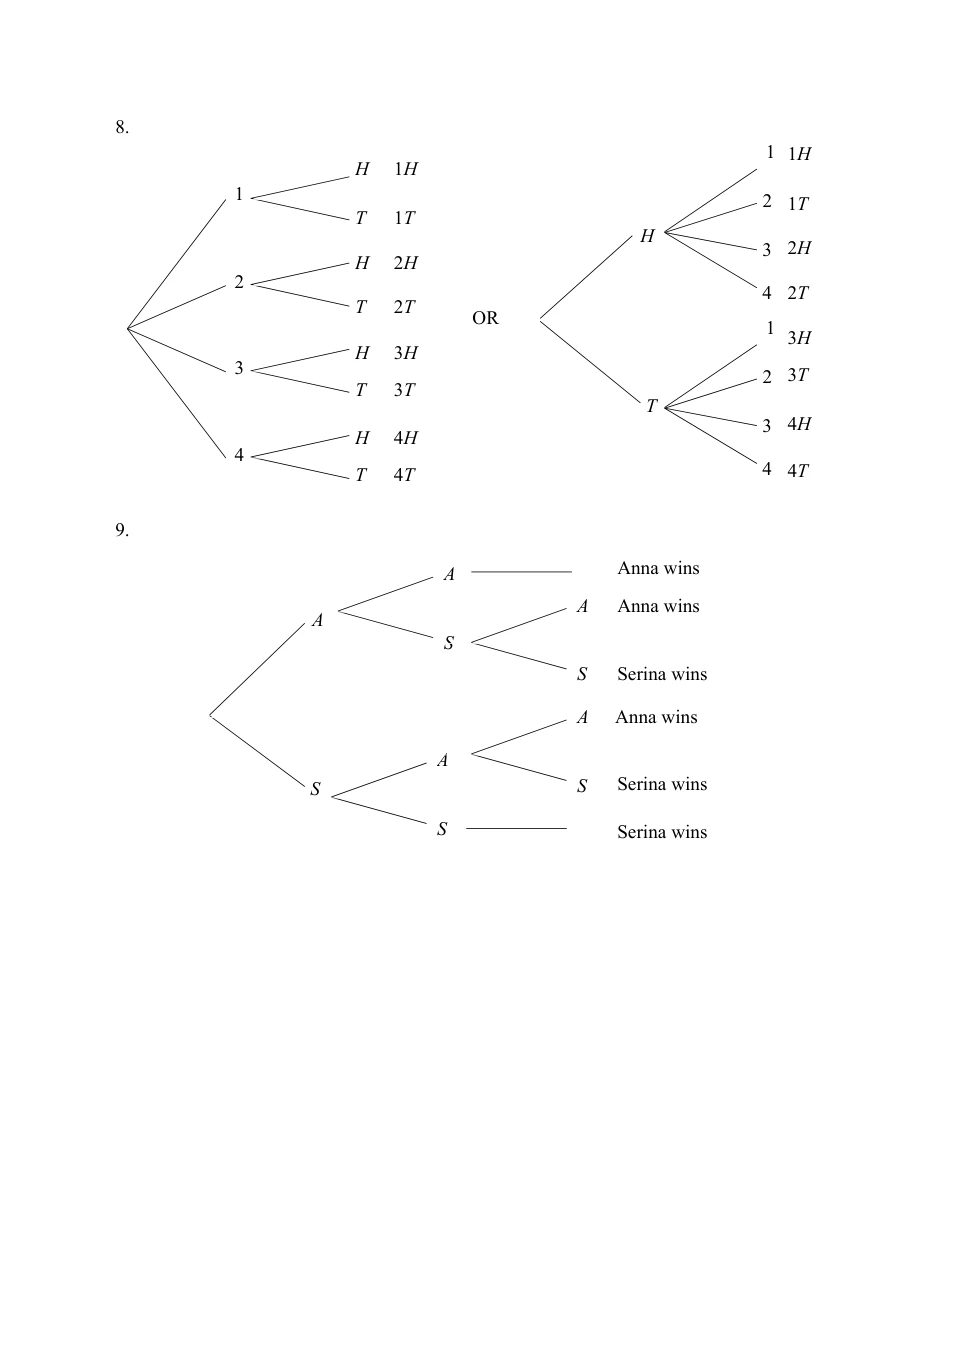 8.
1 1H
H 1H
1
2 1T
T 1T
H
3 2H
H 2H
2
4 2T
T 2T
OR
1 3H
H 3H
3
2 3T
T 3T
T
3 4H
H 4H
4
4 4T
T 4T
9.
A Anna wins
A
A Anna wins
S
S Serina wins
A Anna wins
A
S Serina wins
S
S Serina wins